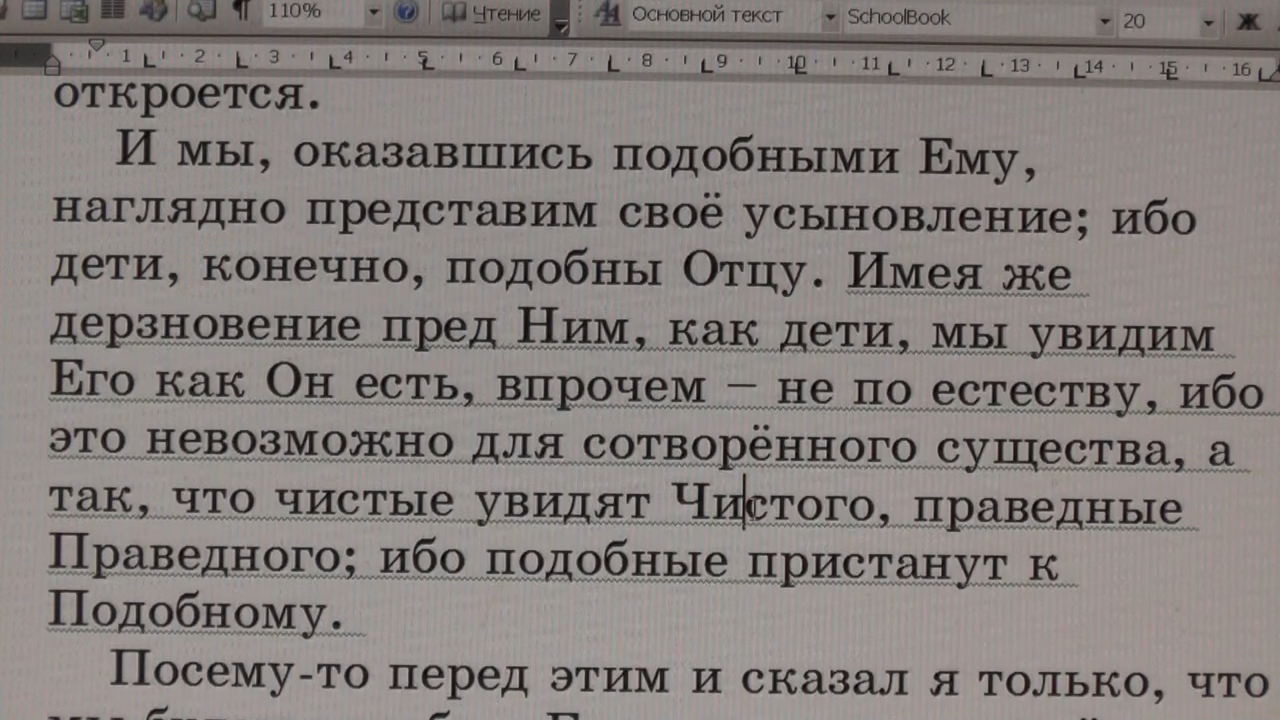 110% Чтение Основной текст SchoolBook 20 Ж
1 2 3 4 5 6 7 8 9 10 11 12 13 14 15 16
откроется.
И мы, оказавшись подобными Ему,
наглядно представим своё усыновление; ибо
дети, конечно, подобны Отцу. Имея же
дерзновение пред Ним, как дети, мы увидим
Его как Он есть, впрочем – не по естеству, ибо
это невозможно для сотворённого существа, а
так, что чистые увидят Чистого, праведные
Праведного; ибо подобные пристанут к
Подобному.
Посему-то перед этим и сказал я только, что